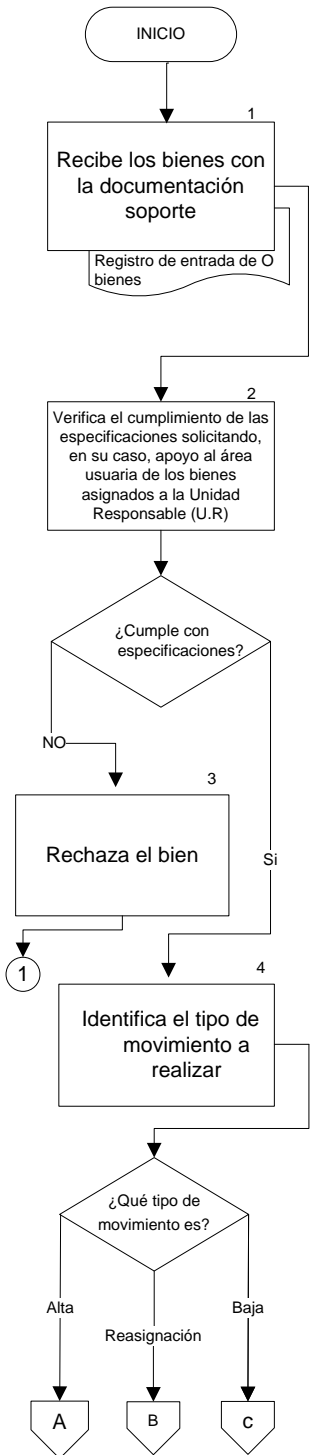 INICIO
1
Recibe los bienes con
la documentación
soporte
Registro de entrada de O
bienes
2
Verifica el cumplimiento de las
especificaciones solicitando,
en su caso, apoyo al área
usuaria de los bienes
asignados a la Unidad
Responsable (U.R)
¿Cumple con
especificaciones?
NO
3
Rechaza el bien
Si
1
4
Identifica el tipo de
movimiento a
realizar
¿Qué tipo de
movimiento es?
Alta
Reasignación
Baja
A
B
c